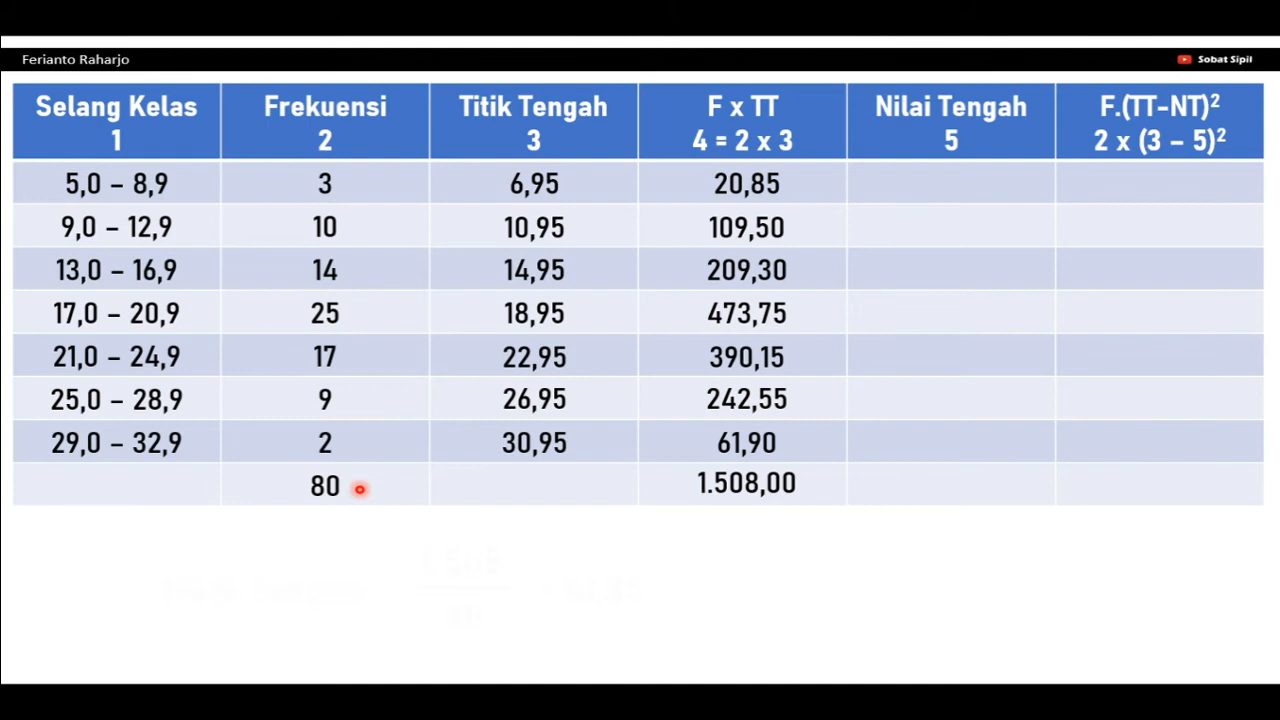 Ferianto Raharjo
Sobat Sipil
Selang Kelas Frekuensi Titik Tengah F x TT Nilai Tengah F.(TT-NT)²
1 2 3 4 = 2 x 3 5 2 x (3 – 5)²
5,0 – 8,9 3 6,95 20,85
9,0 – 12,9 10 10,95 109,50
13,0 – 16,9 14 14,95 209,30
17,0 – 20,9 25 18,95 473,75
21,0 – 24,9 17 22,95 390,15
25,0 – 28,9 9 26,95 242,55
29,0 – 32,9 2 30,95 61,90
80 1.508,00